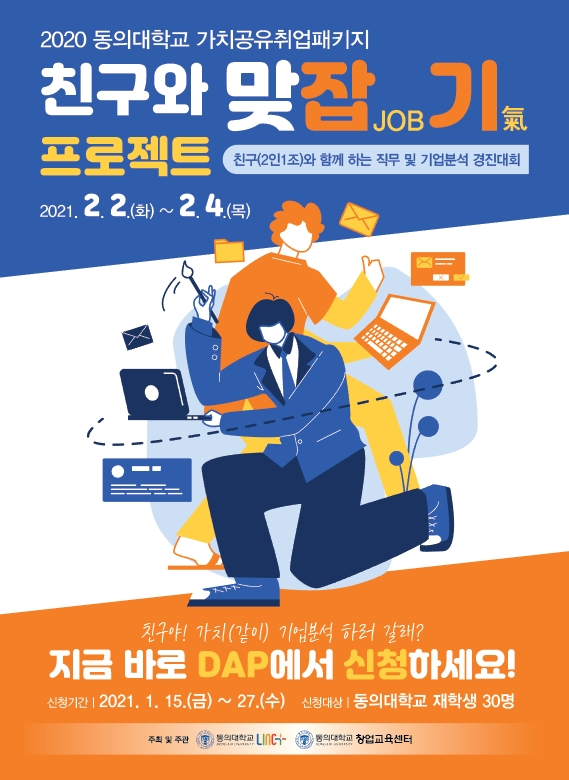 2020 동의대학교 가치공유취업패키지
친구와 맞잡JOB기氣
프로젝트 친구(2인1조)와 함께 하는 직무 및 기업분석 경진대회
2021. 2. 2.(화) ~ 2. 4.(목)
친구야! 가치(같이) 기업분석 하러 갈래?
지금 바로 DAP에서 신청하세요!
신청기간 | 2021. 1. 15.(금) ~ 27.(수) 신청대상 | 동의대학교 재학생 30명
주최 및 주관 동의대학교 LINC+ 동의대학교 창업교육센터